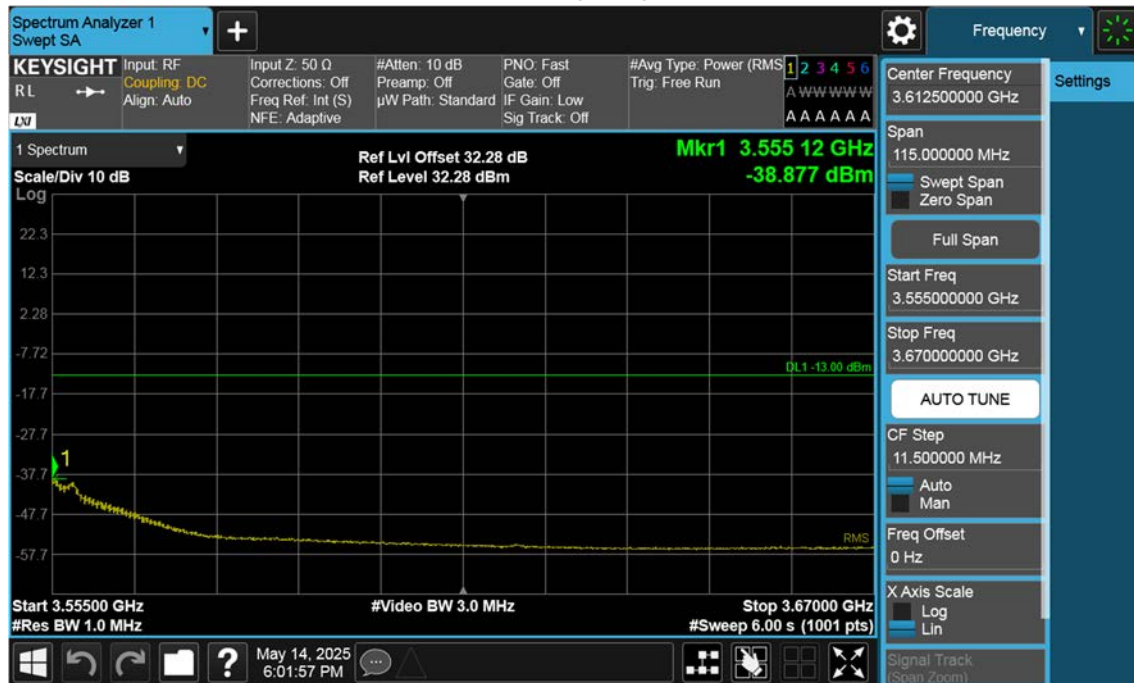 Spectrum Analyzer 1
Swept SA
+
Frequency
KEYSIGHT
RL
LXI
Input: RF
Coupling: DC
Align: Auto
Input Z: 50 Ω
Corrections: Off
Freq Ref: Int (S)
NFE: Adaptive
#Atten: 10 dB
Preamp: Off
µW Path: Standard
PNO: Fast
Gate: Off
IF Gain: Low
Sig Track: Off
#Avg Type: Power (RMS
Trig: Free Run
1 2 3 4 5 6
A W W W W W
A A A A A A
1 Spectrum
Scale/Div 10 dB
Ref Lvl Offset 32.28 dB
Ref Level 32.28 dBm
Mkr1 3.555 12 GHz
-38.877 dBm
Log
22.3
12.3
2.28
-7.72
-17.7
-27.7
-37.7
-47.7
-57.7
DL1 -13.00 dBm
1
RMS
Start 3.55500 GHz
#Res BW 1.0 MHz
#Video BW 3.0 MHz
Stop 3.67000 GHz
#Sweep 6.00 s (1001 pts)
Center Frequency
3.612500000 GHz
Span
115.000000 MHz
Swept Span
Zero Span
Full Span
Start Freq
3.555000000 GHz
Stop Freq
3.670000000 GHz
AUTO TUNE
CF Step
11.500000 MHz
Auto
Man
Freq Offset
0 Hz
X Axis Scale
Log
Lin
Signal Track
(Span Zoom)
Settings
?
May 14, 2025
6:01:57 PM